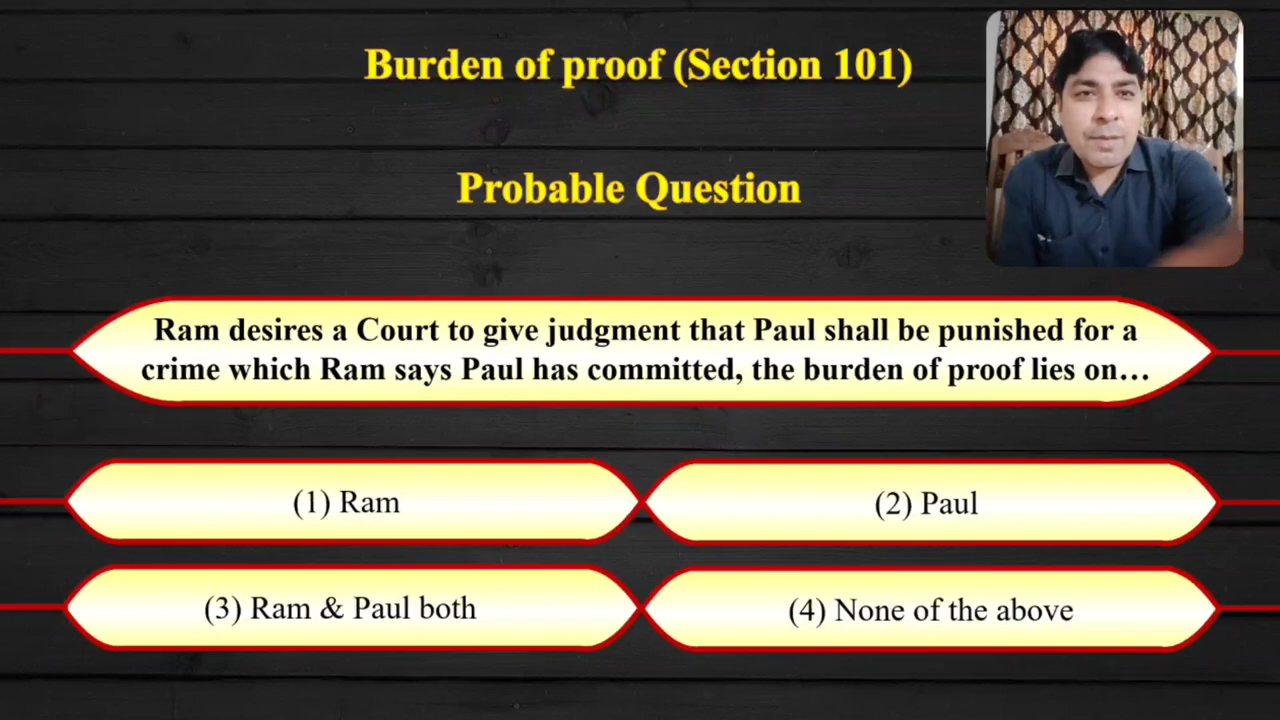 Burden of proof (Section 101)
Probable Question
Ram desires a Court to give judgment that Paul shall be punished for a
crime which Ram says Paul has committed, the burden of proof lies on…
(1) Ram
(2) Paul
(3) Ram & Paul both
(4) None of the above